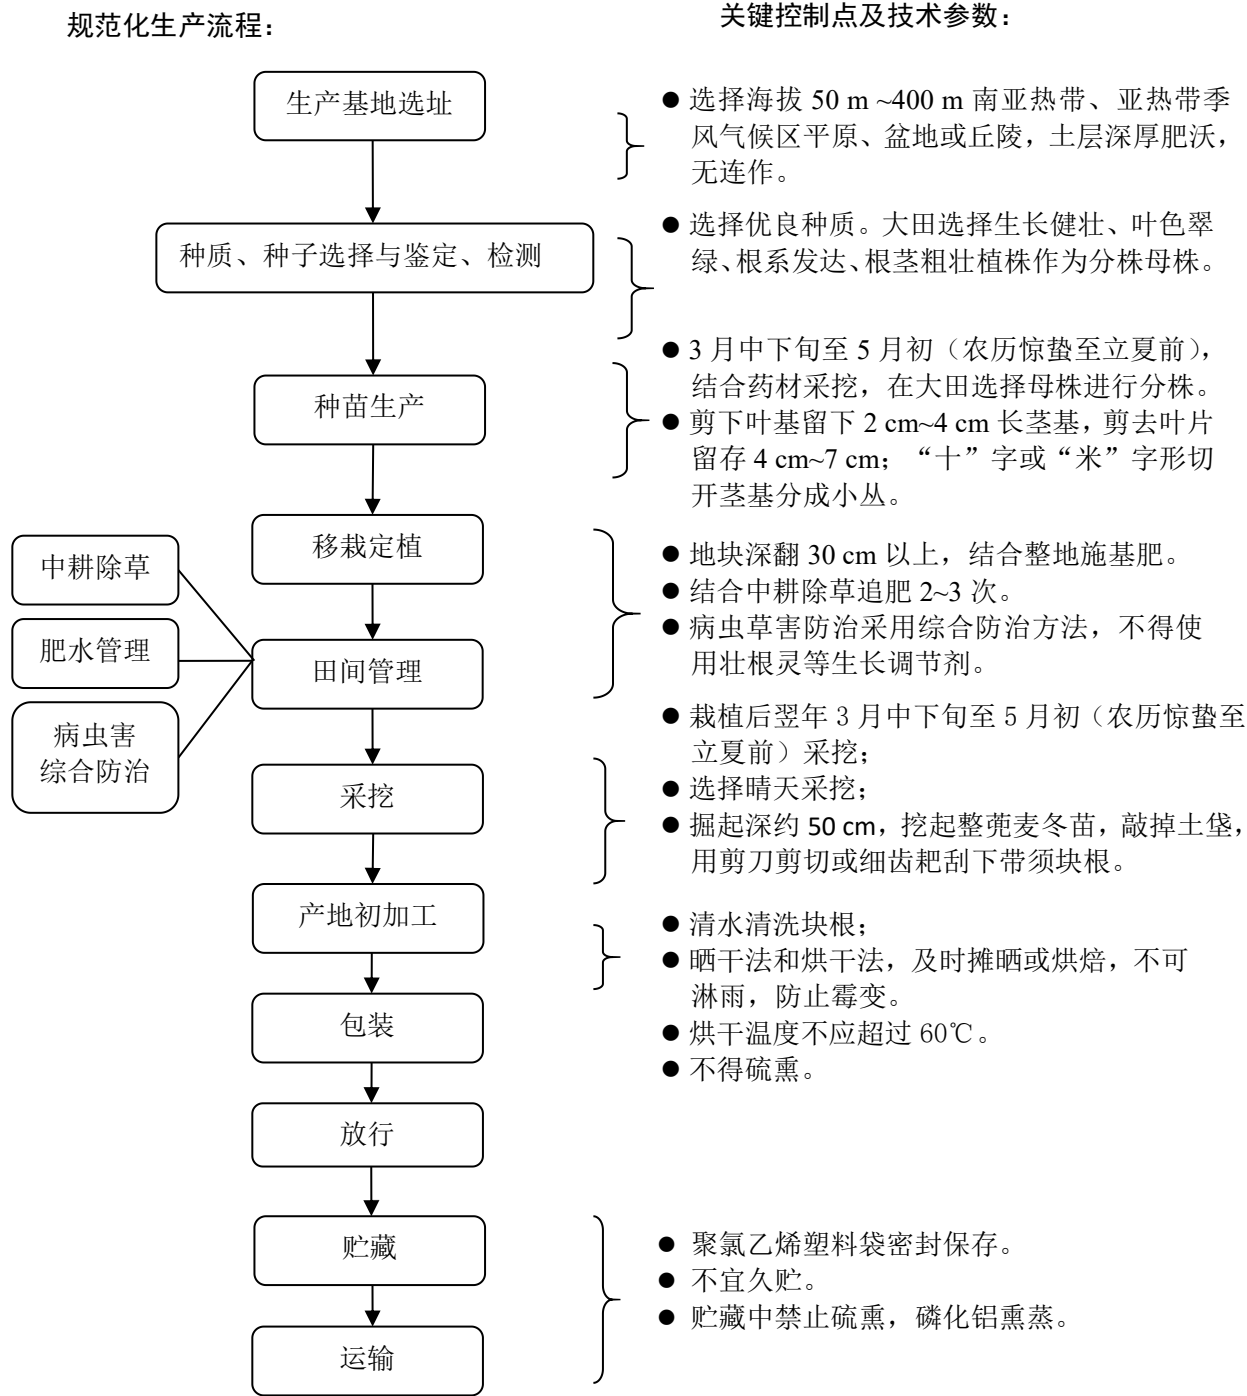 规范化生产流程：
关键控制点及技术参数：
生产基地选址
● 选择海拔 50 m ~400 m 南亚热带、亚热带季
风气候区平原、盆地或丘陵，土层深厚肥沃，
无连作。
种质、种子选择与鉴定、检测
● 选择优良种质。大田选择生长健壮、叶色翠
绿、根系发达、根茎粗壮植株作为分株母株。
种苗生产
● 3 月中下旬至 5 月初（农历惊蛰至立夏前），
结合药材采挖，在大田选择母株进行分株。
● 剪下叶基留下 2 cm~4 cm 长茎基，剪去叶片
留存 4 cm~7 cm；“十”字或“米”字形切
开茎基分成小丛。
移栽定植
中耕除草
肥水管理
病虫害
综合防治
田间管理
● 地块深翻 30 cm 以上，结合整地施基肥。
● 结合中耕除草追肥 2~3 次。
● 病虫草害防治采用综合防治方法，不得使
用壮根灵等生长调节剂。
采挖
● 栽植后翌年 3 月中下旬至 5 月初（农历惊蛰至
立夏前）采挖；
● 选择晴天采挖；
● 掘起深约 50 cm，挖起整蔸麦冬苗，敲掉土垡，
用剪刀剪切或细齿耙刮下带须块根。
产地初加工
● 清水清洗块根；
● 晒干法和烘干法，及时摊晒或烘焙，不可
淋雨，防止霉变。
● 烘干温度不应超过 60℃。
● 不得硫熏。
包装
放行
贮藏
运输
● 聚氯乙烯塑料袋密封保存。
● 不宜久贮。
● 贮藏中禁止硫熏，磷化铝熏蒸。